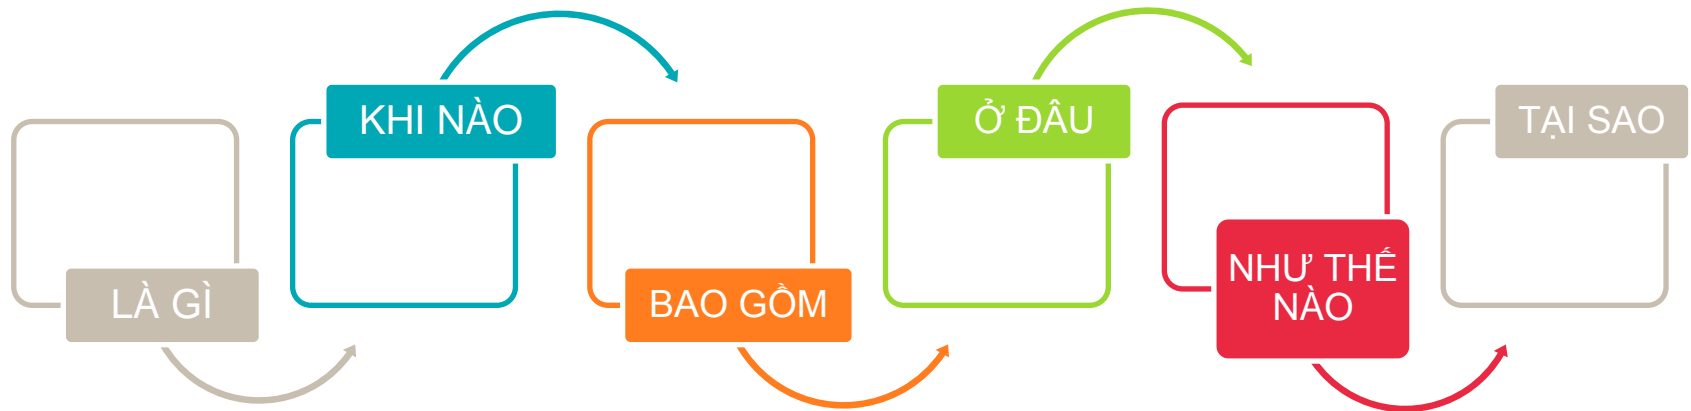 LÀ GÌ
KHI NÀO
BAO GỒM
Ở ĐÂU
NHƯ THẾ
NÀO
TẠI SAO